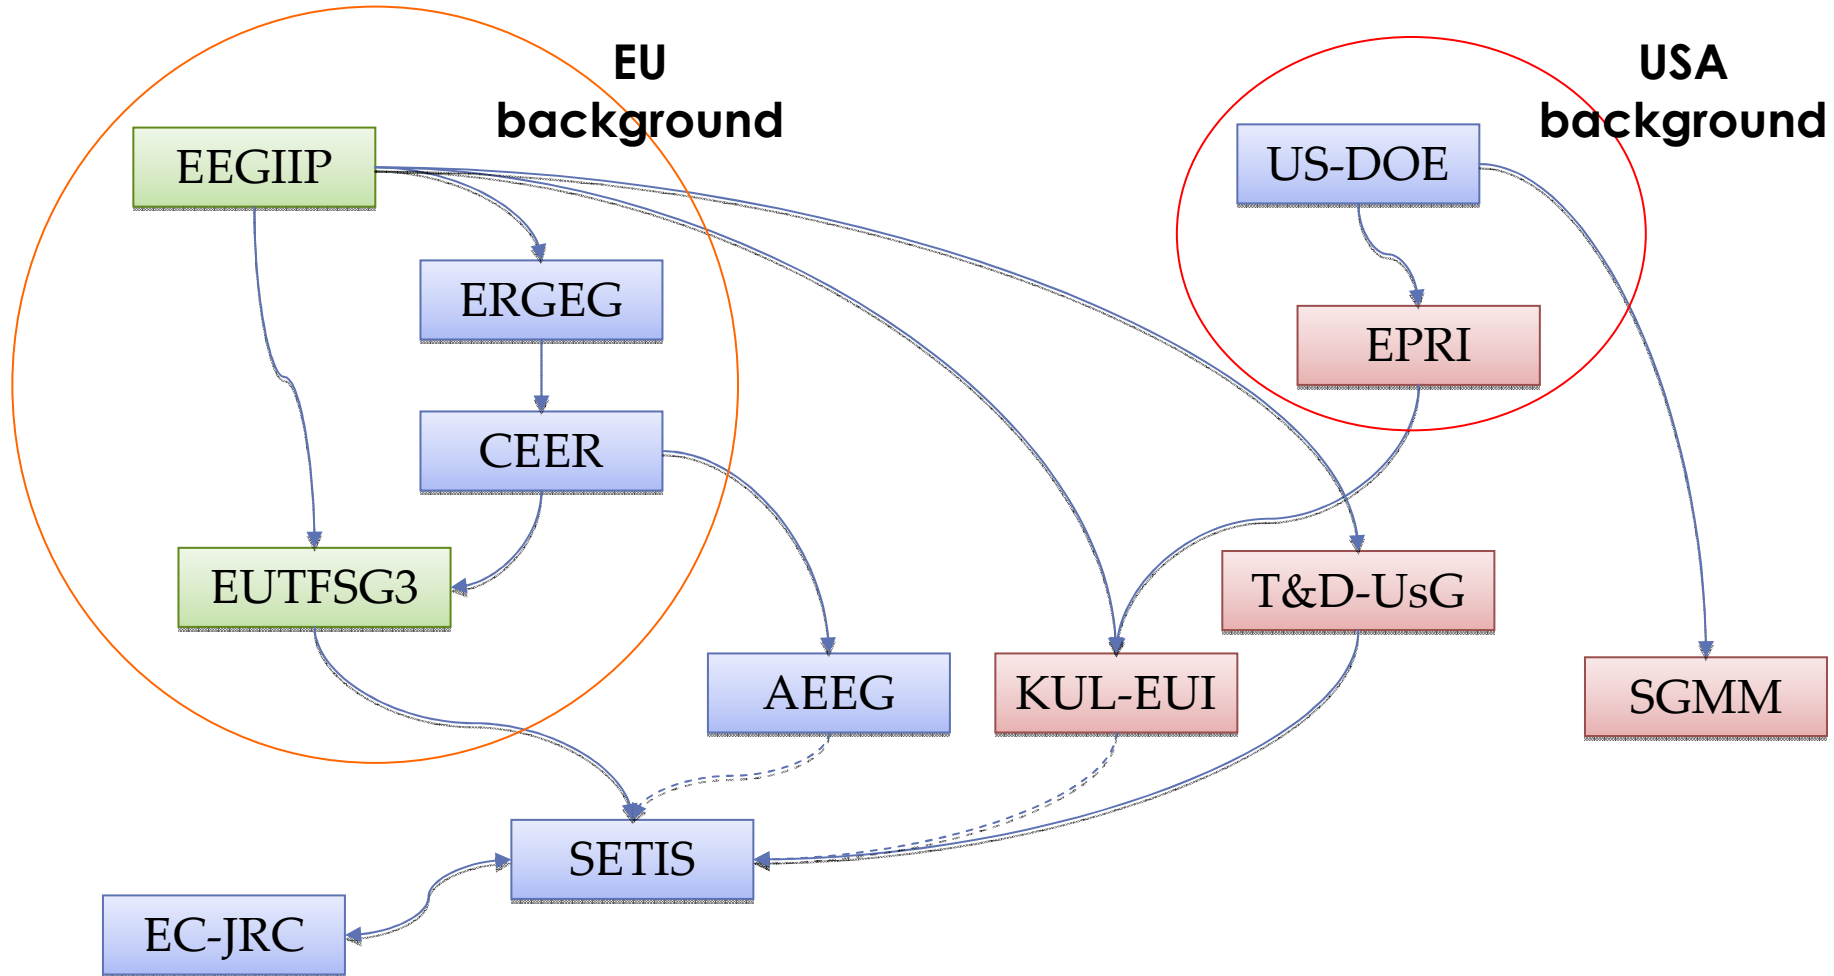 EU
background
USA
background
EEGIIP
US-DOE
ERGEG
EPRI
CEER
EUTFSG3
T&D-UsG
AEEG
KUL-EUI
SGMM
SETIS
EC-JRC